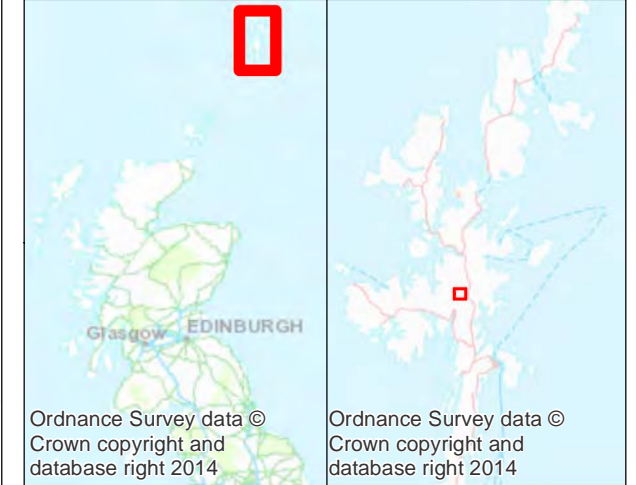 Glasgow
EDINBURGH
Ordnance Survey data ©
Crown copyright and
database right 2014
Ordnance Survey data ©
Crown copyright and
database right 2014